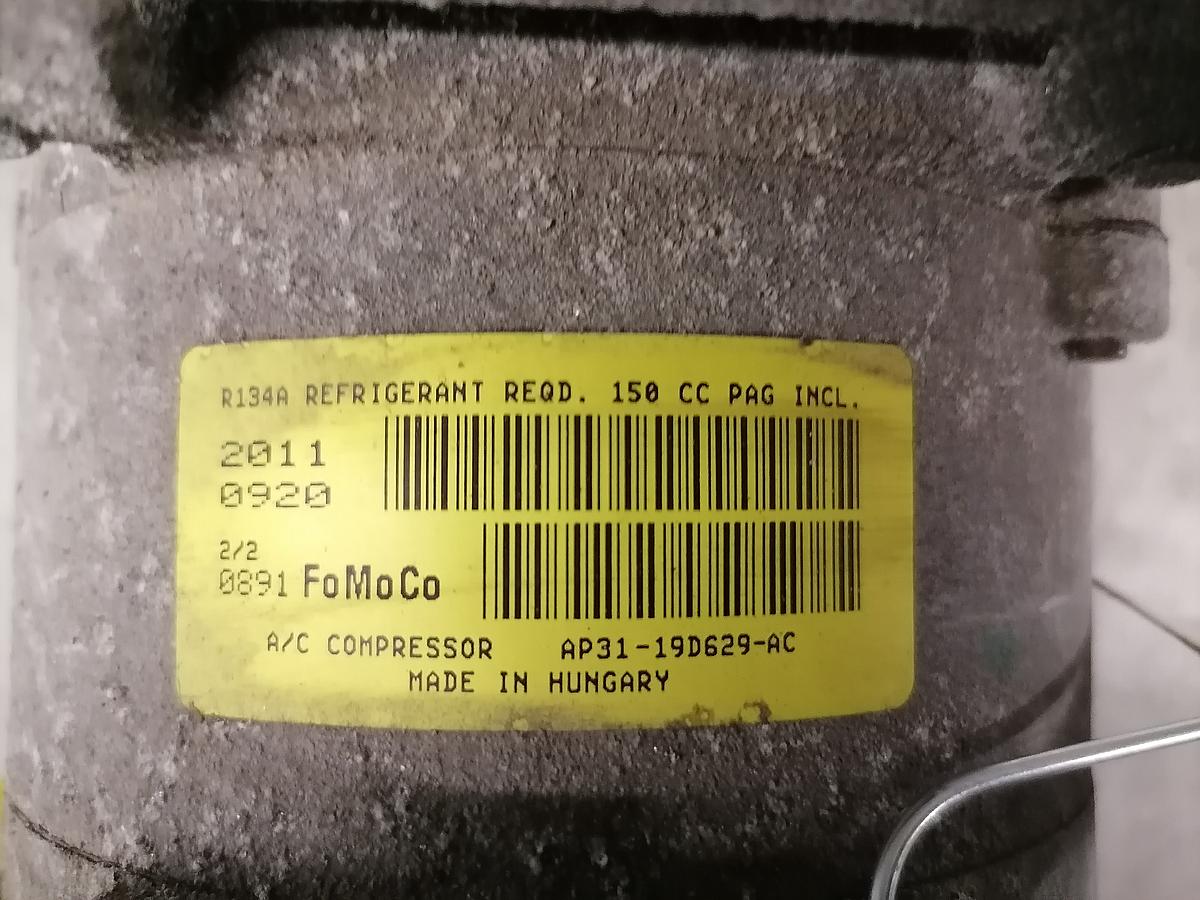 R134A REFRIGERANT REQD. 150 CC PAG INCL.
2011
0920
2/2
0891 FoMoCo
A/C COMPRESSOR AP31-19D629-AC
MADE IN HUNGARY